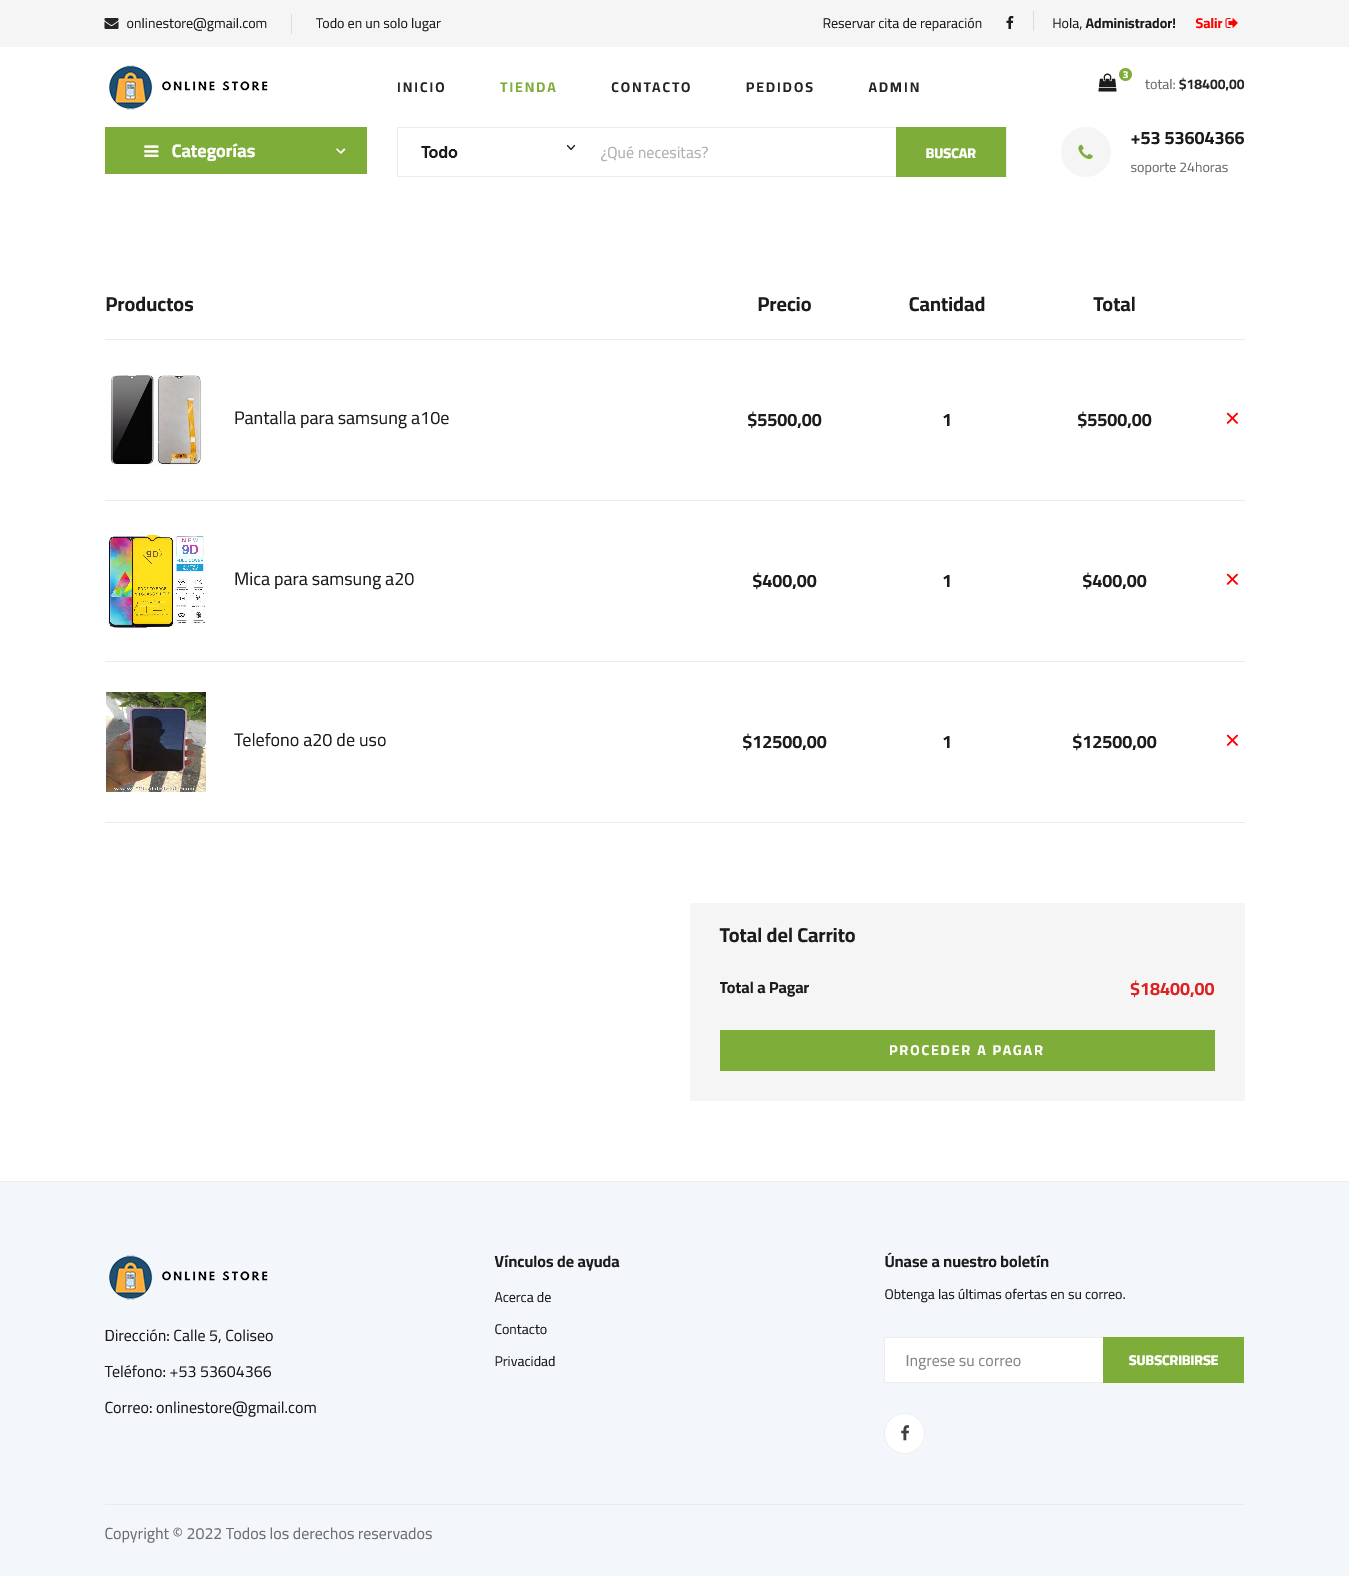 onlinestore@gmail.com
Todo en un solo lugar
Reservar cita de reparación
Hola, Administrador!
Salir
ONLINE STORE
INICIO
TIENDA
CONTACTO
PEDIDOS
ADMIN
3
total: $18400,00
Categorías
Todo
¿Qué necesitas?
BUSCAR
+53 53604366
soporte 24horas
Productos
Precio
Cantidad
Total
Pantalla para samsung a10e
$5500,00
1
$5500,00
NEW
9D
9D
Mica para samsung a20
$400,00
1
$400,00
Telefono a20 de uso
$12500,00
1
$12500,00
Total del Carrito
Total a Pagar
$18400,00
PROCEDER A PAGAR
ONLINE STORE
Dirección: Calle 5, Coliseo
Teléfono: +53 53604366
Correo: onlinestore@gmail.com
Vínculos de ayuda
Acerca de
Contacto
Privacidad
Únase a nuestro boletín
Obtenga las últimas ofertas en su correo.
Ingrese su correo
SUBSCRIBIRSE
Copyright © 2022 Todos los derechos reservados